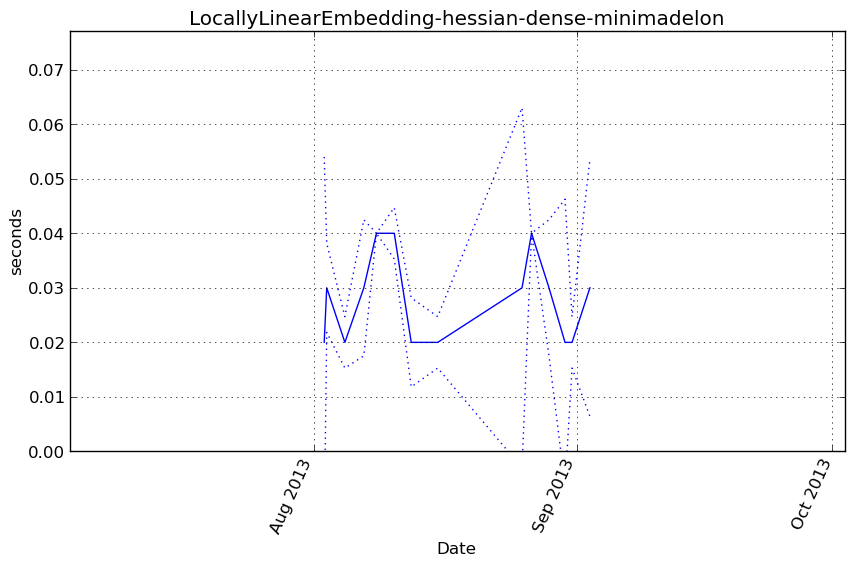 LocallyLinearEmbedding-hessian-dense-minimadelon
0.07
0.06
0.05
0.04
0.03
0.02
0.01
0.00
seconds
Aug 2013
Sep 2013
Oct 2013
Date